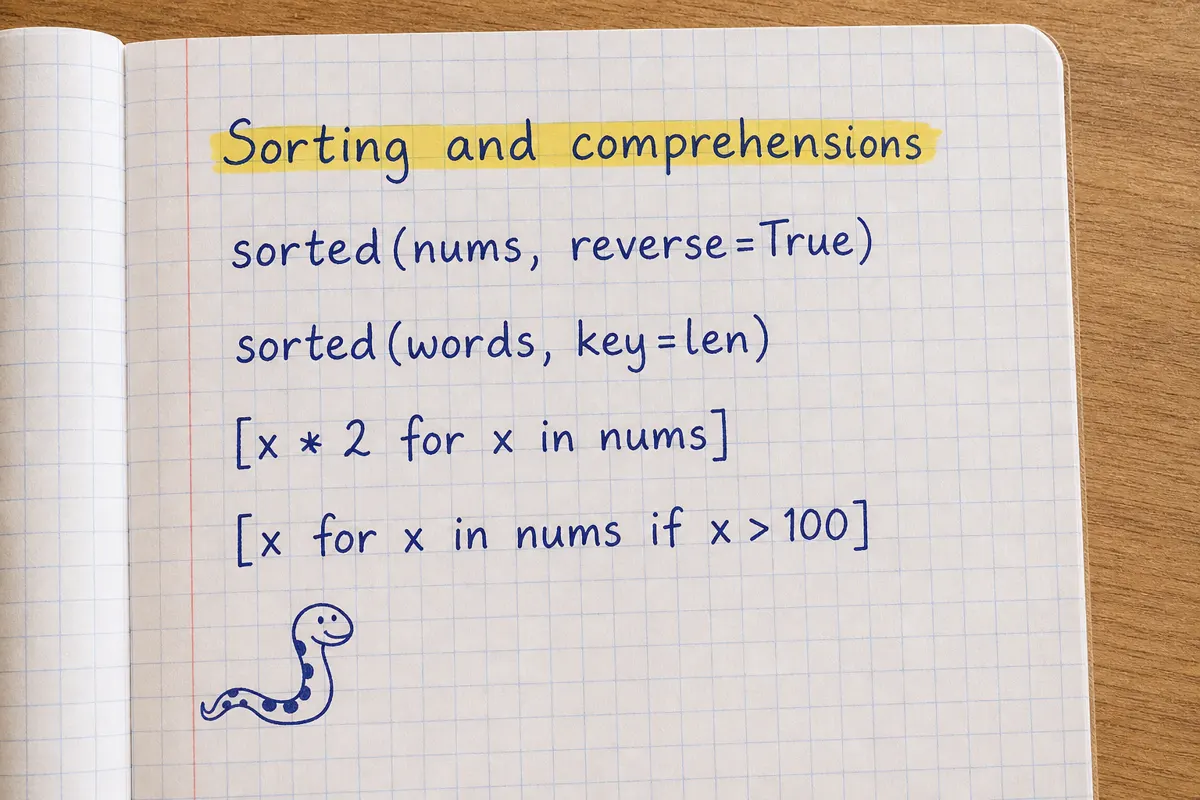 Sorting and comprehensions
sorted(nums, reverse=True)
sorted(words, key=len)
[x * 2 for x in nums]
[x for x in nums if x > 100]